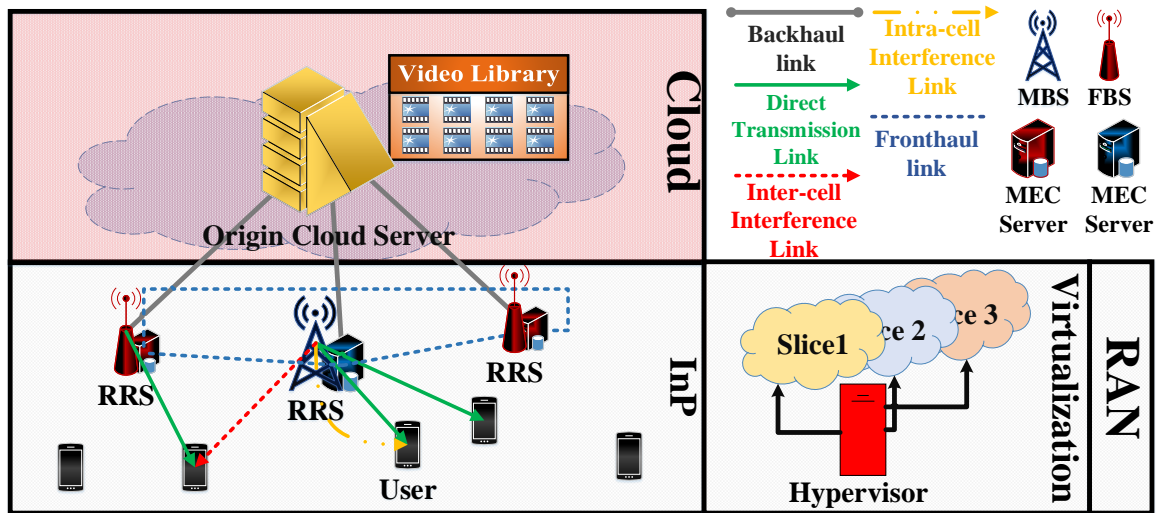 Video Library
Origin Cloud Server
Cloud
Backhaul
link
Intra-cell
Interference
Link
MBS
FBS
Direct
Transmission
Link
Fronthaul
link
Inter-cell
Interference
Link
MEC
Server
MEC
Server
RRS
RRS
RRS
User
InP
Slice1
ce 2
ce 3
Hypervisor
Virtualization
RAN